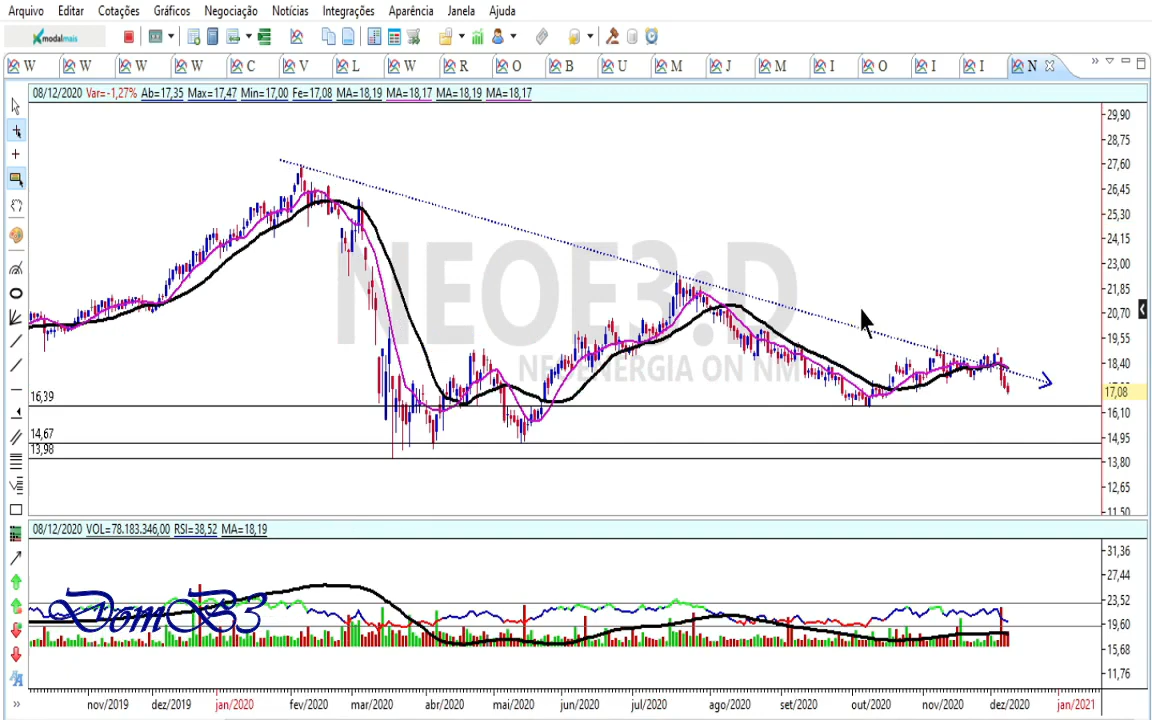 Arquivo Editar Cotações Gráficos Negociação Notícias Integrações Aparência Janela Ajuda
modalmais
W W W W C V L W R O B U M J M I O I I N
08/12/2020 Var=-1,27% Ab=17,35 Max=17,47 Min=17,00 Fe=17,08 MA=18,19 MA=18,17 MA=18,19 MA=18,17
29,90
28,75
27,60
26,45
25,30
24,15
23,00
21,85
20,70
19,55
18,40
17,08
16,10
14,95
13,80
12,65
11,50
NEOE3:D
NEOENERGIA ON NM
16,39
14,67
13,98
08/12/2020 VOL=78.183.346,00 RSI=38,52 MA=18,19
31,36
27,44
23,52
19,60
15,68
11,76
DomB3
nov/2019 dez/2019 jan/2020 fev/2020 mar/2020 abr/2020 mai/2020 jun/2020 jul/2020 ago/2020 set/2020 out/2020 nov/2020 dez/2020 jan/2021